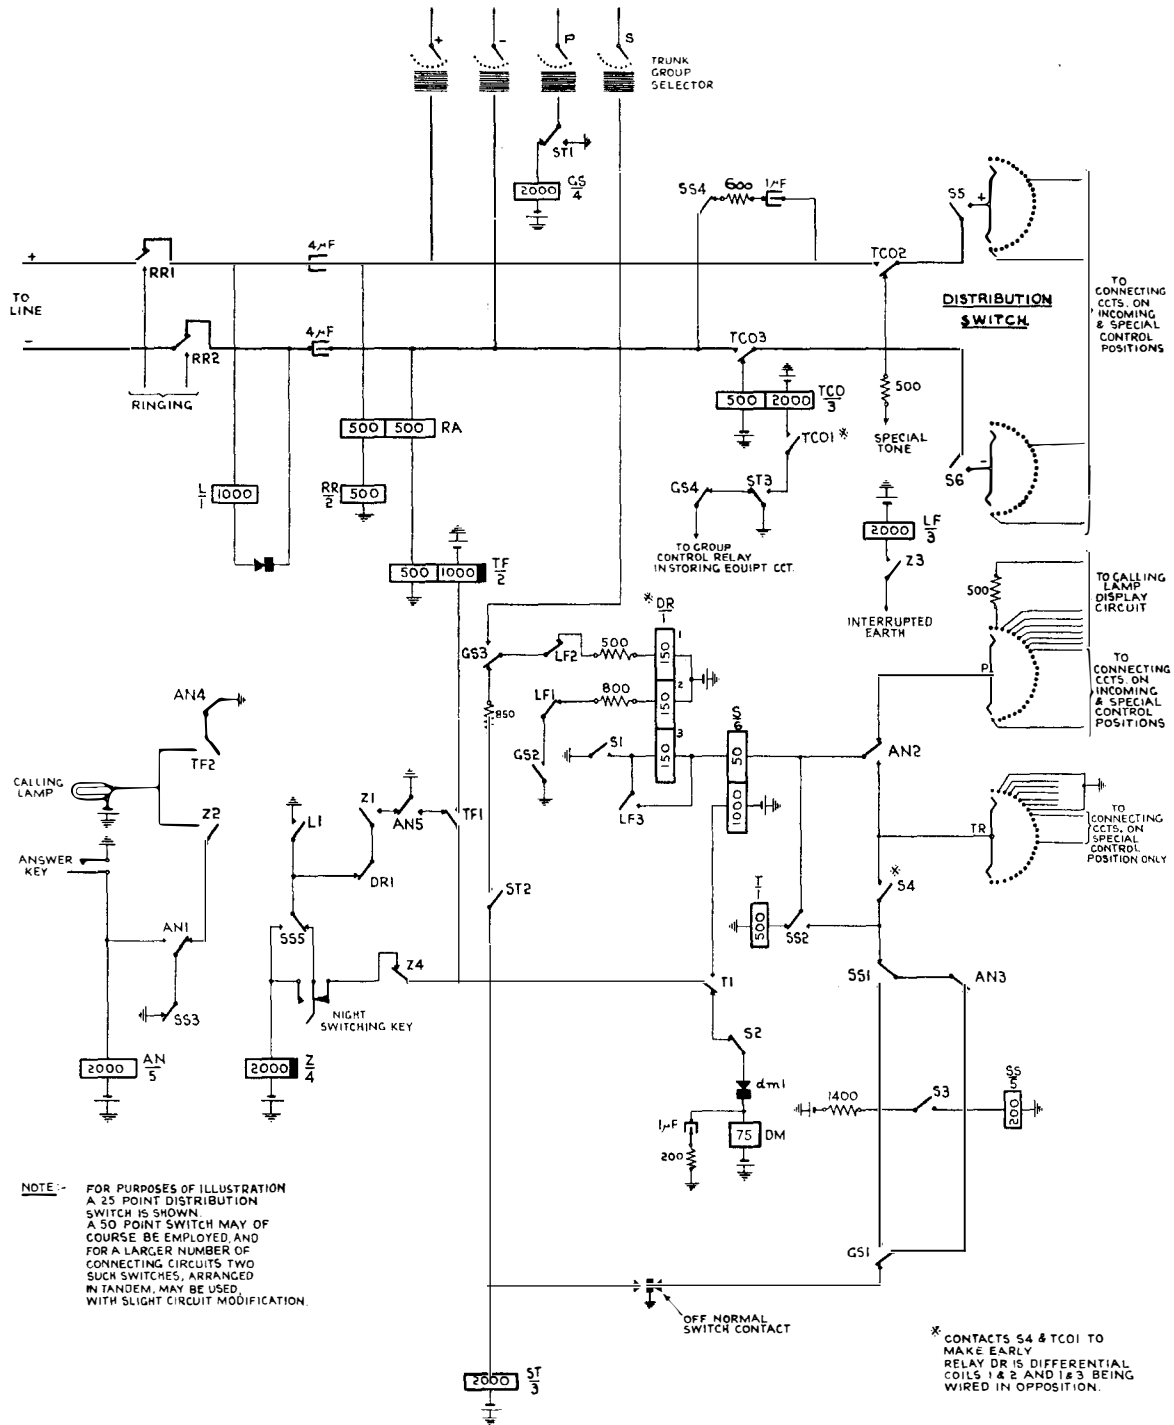 +
-
P
S
TRUNK
GROUP
SELECTOR
ST1
2000
GS
4
SS4
600
1μF
S5
+
+
4μF
RR1
TCO2
TO
LINE
DISTRIBUTION
SWITCH
TO
CONNECTING
CCTS. ON
INCOMING
& SPECIAL
CONTROL
POSITIONS
-
4μF
RR2
TCO3
RINGING
500
2000
TCO
3
500
500
500
RA
TCO1 *
SPECIAL
TONE
S6
-
L
1
1000
RR
2
500
GS4
ST3
2000
LF
3
TO GROUP
CONTROL RELAY
IN STORING EQUIPT CCT.
Z3
500
1000
TF
2
INTERRUPTED
EARTH
500
TO CALLING
LAMP
DISPLAY
CIRCUIT
* DR
1
GS3
LF2
500
150
1
TO
CONNECTING
CCTS. ON
INCOMING
& SPECIAL
CONTROL
POSITIONS
P
850
LF1
800
150
2
AN4
TF2
GS2
S1
150
3
S
6
50
1000
AN2
CALLING
LAMP
Z2
L1
Z1
AN5
TF1
LF3
TR
TO
CONNECTING
CCTS. ON
SPECIAL
CONTROL
POSITION ONLY
ANSWER
KEY
DR1
ST2
*
S4
T
1
500
SS2
AN1
SS5
Z4
T1
SS1
AN3
SS3
NIGHT
SWITCHING KEY
S2
2000
AN
5
2000
Z
4
dm1
1μF
75
DM
200
1400
S3
SS
5
200
NOTE:- FOR PURPOSES OF ILLUSTRATION
A 25 POINT DISTRIBUTION
SWITCH IS SHOWN.
A 50 POINT SWITCH MAY OF
COURSE BE EMPLOYED, AND
FOR A LARGER NUMBER OF
CONNECTING CIRCUITS TWO
SUCH SWITCHES, ARRANGED
IN TANDEM, MAY BE USED,
WITH SLIGHT CIRCUIT MODIFICATION.
GS1
OFF NORMAL
SWITCH CONTACT
2000
ST
3
* CONTACTS S4 & TCO1 TO
MAKE EARLY
RELAY DR IS DIFFERENTIAL
COILS 1 & 2 AND 1 & 3 BEING
WIRED IN OPPOSITION.